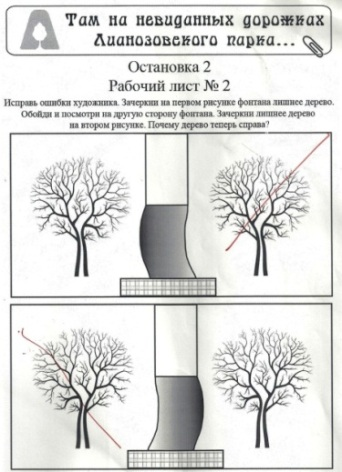 Там на невиданных дорожках
Лианозовского парка...
Остановка 2
Рабочий лист № 2
Исправь ошибки художника. Зачеркни на первом рисунке фонтана лишнее дерево.
Обойди и посмотри на другую сторону фонтана. Зачеркни лишнее дерево
на втором рисунке. Почему дерево теперь справа?